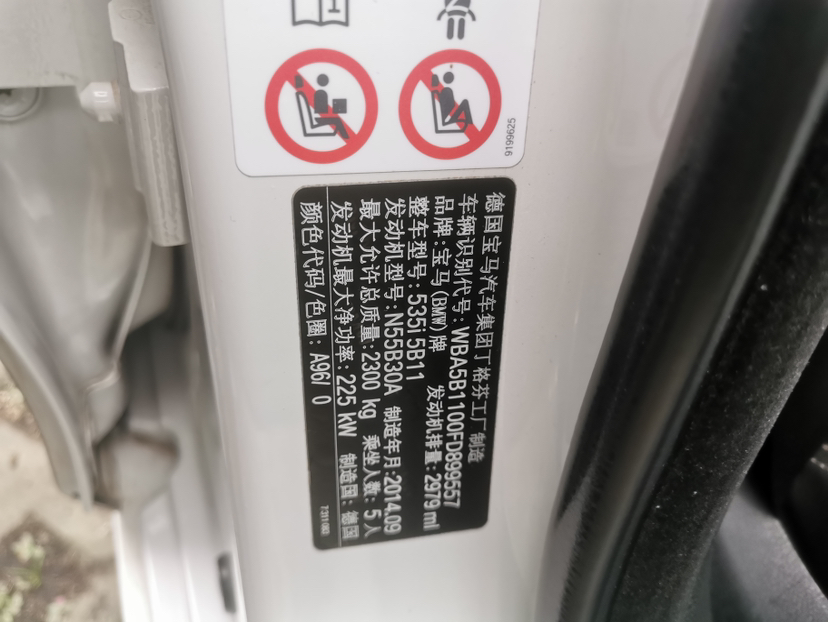 9199625
德国宝马汽车集团丁格芬工厂制造
车辆识别代号: WBA5B1100FD899557
品牌:宝马(BMW)牌 发动机排量: 2979 ml
整车型号: 535i 5B11
发动机型号: N55B30A 制造年月: 2014.09
最大允许总质量: 2300 kg 乘坐人数: 5 人
发动机最大净功率: 225 kW 制造国: 德国
颜色代码/色圈: A96/ 0